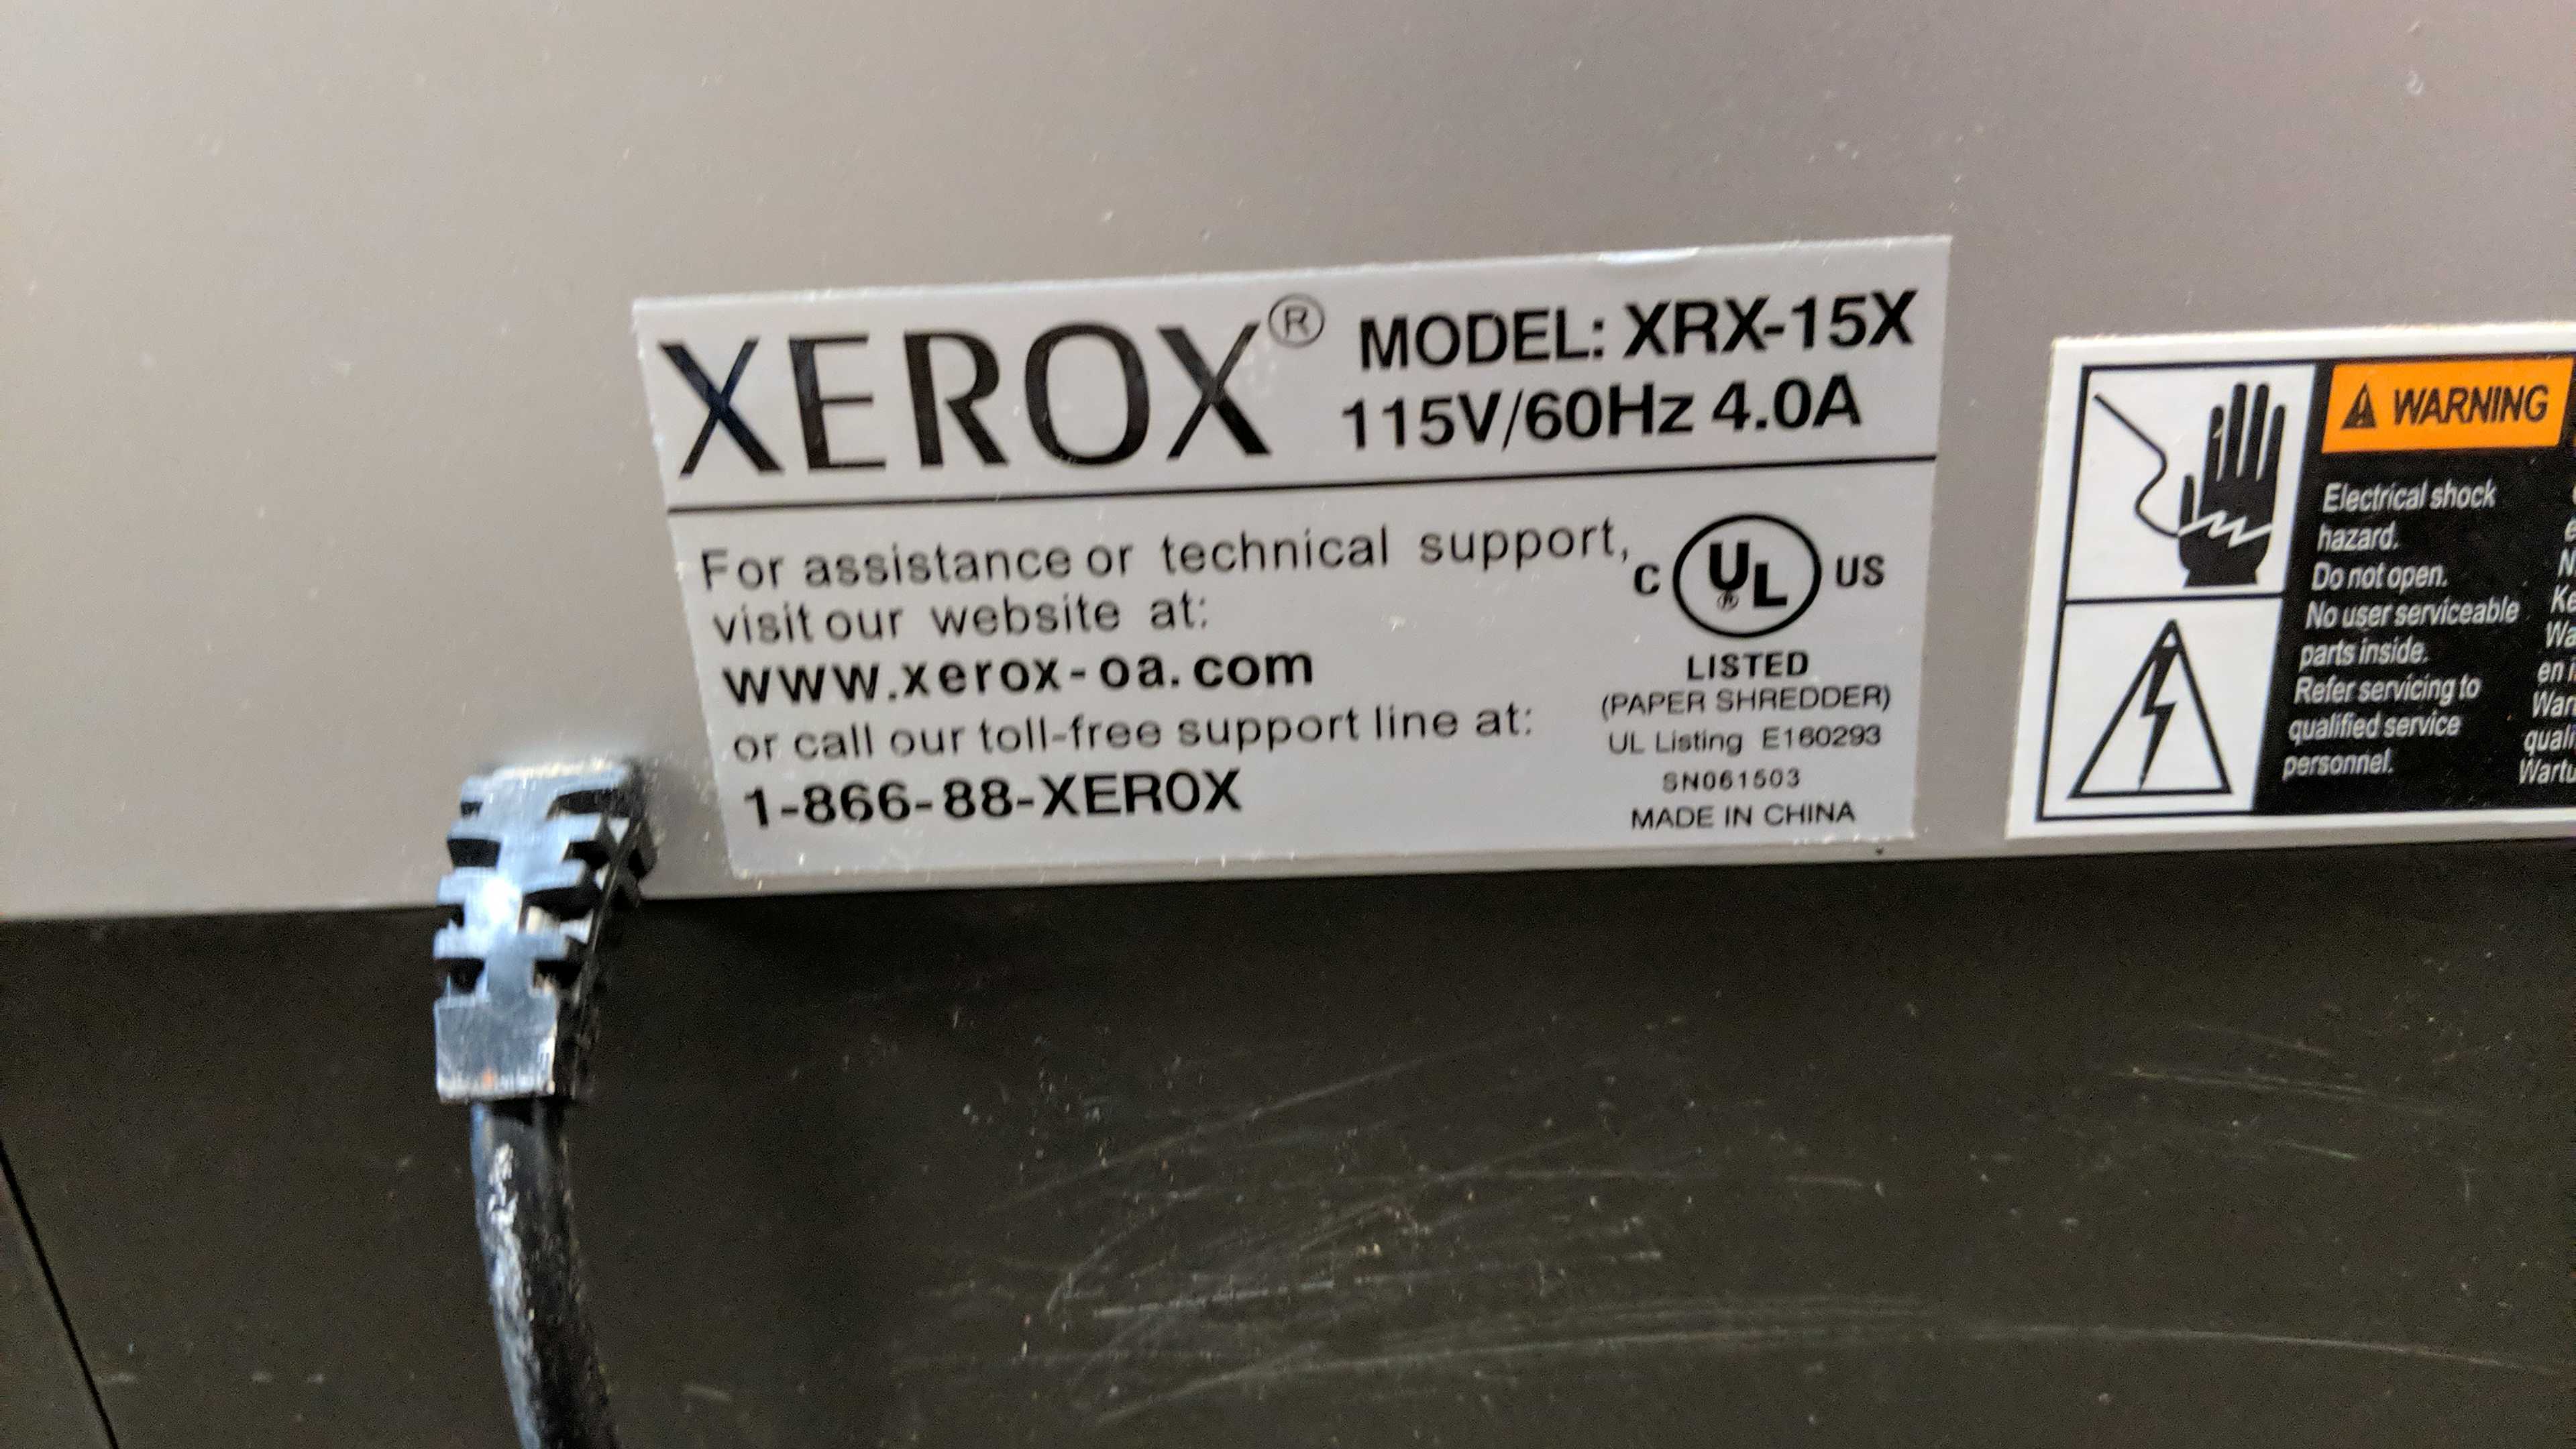 XEROX® MODEL: XRX-15X
115V/60Hz 4.0A
For assistance or technical support,
visit our website at:
www.xerox-oa.com
or call our toll-free support line at:
1-866-88-XEROX
C UL® US
LISTED
(PAPER SHREDDER)
UL Listing E160293
SN061503
MADE IN CHINA
WARNING
Electrical shock
hazard.
Do not open.
No user serviceable
parts inside.
Refer servicing to
qualified service
personnel.